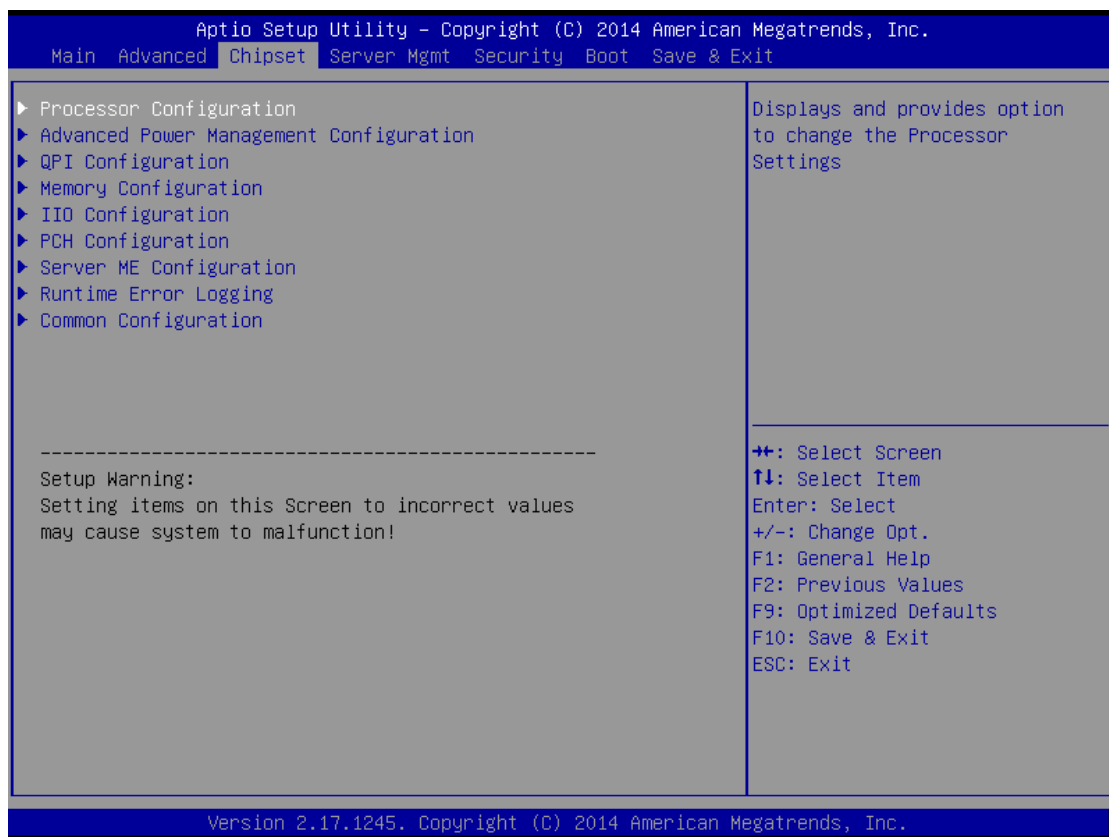 Aptio Setup Utility – Copyright (C) 2014 American Megatrends, Inc.
Main Advanced Chipset Server Mgmt Security Boot Save & Exit
▶ Processor Configuration
▶ Advanced Power Management Configuration
▶ QPI Configuration
▶ Memory Configuration
▶ IIO Configuration
▶ PCH Configuration
▶ Server ME Configuration
▶ Runtime Error Logging
▶ Common Configuration
------------------------------------------------
Setup Warning:
Setting items on this Screen to incorrect values
may cause system to malfunction!
Displays and provides option
to change the Processor
Settings
→←: Select Screen
↑↓: Select Item
Enter: Select
+/-: Change Opt.
F1: General Help
F2: Previous Values
F9: Optimized Defaults
F10: Save & Exit
ESC: Exit
Version 2.17.1245. Copyright (C) 2014 American Megatrends, Inc.